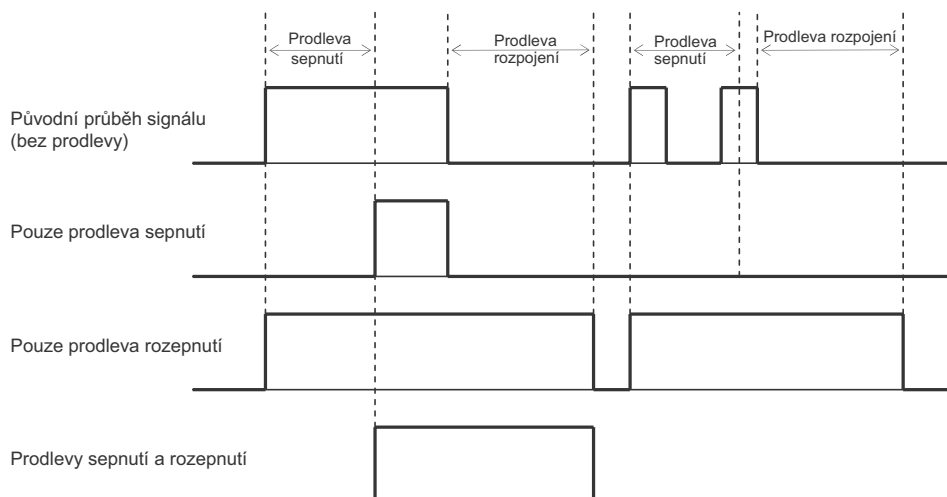 Prodleva
sepnutí
Prodleva
rozpojení
Prodleva
sepnutí
Prodleva rozpojení
Původní průběh signálu
(bez prodlevy)
Pouze prodleva sepnutí
Pouze prodleva rozepnutí
Prodlevy sepnutí a rozepnutí